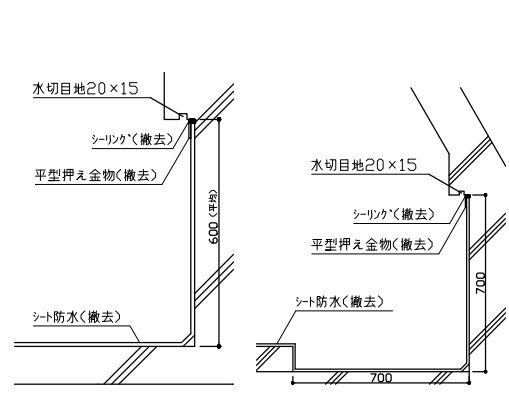 水切目地20×15
シーリング(撤去)
平型押え金物(撤去)
600(平均)
シート防水(撤去)
水切目地20×15
シーリング(撤去)
平型押え金物(撤去)
700
シート防水(撤去)
700